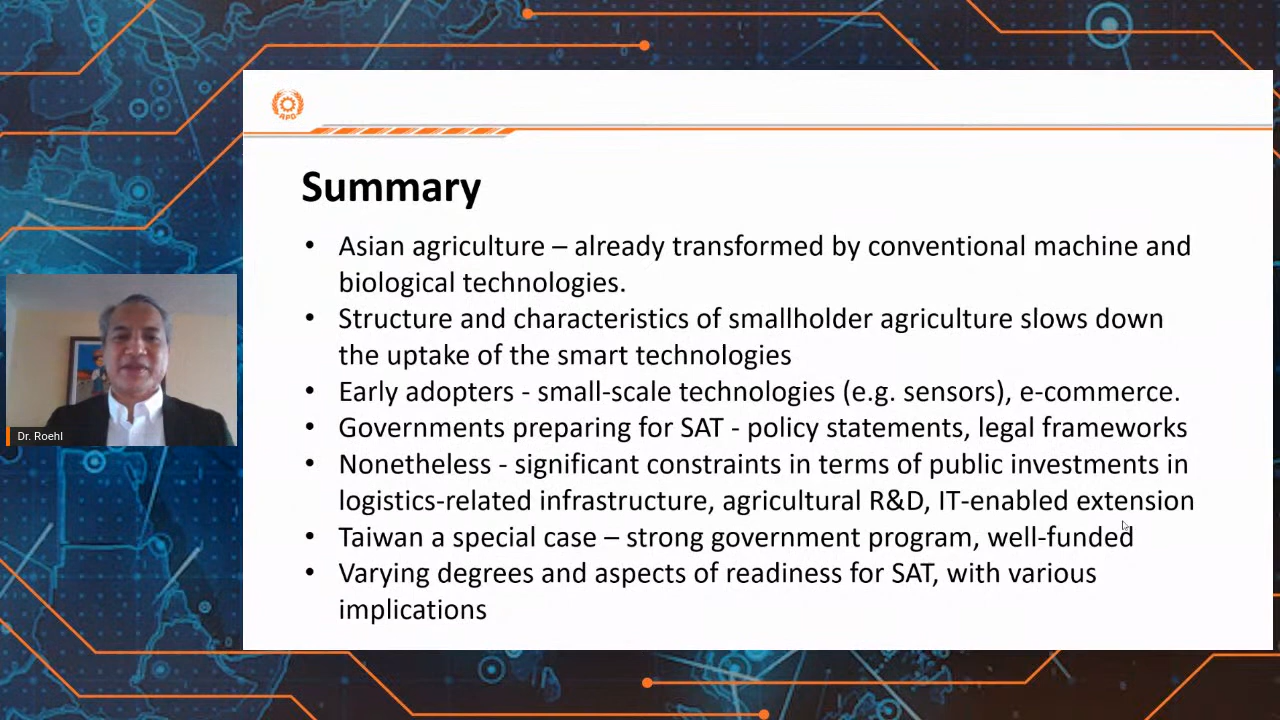 APO
Summary
• Asian agriculture – already transformed by conventional machine and
biological technologies.
• Structure and characteristics of smallholder agriculture slows down
the uptake of the smart technologies
• Early adopters - small-scale technologies (e.g. sensors), e-commerce.
• Governments preparing for SAT - policy statements, legal frameworks
• Nonetheless - significant constraints in terms of public investments in
logistics-related infrastructure, agricultural R&D, IT-enabled extension
• Taiwan a special case – strong government program, well-funded
• Varying degrees and aspects of readiness for SAT, with various
implications
Dr. Roehl